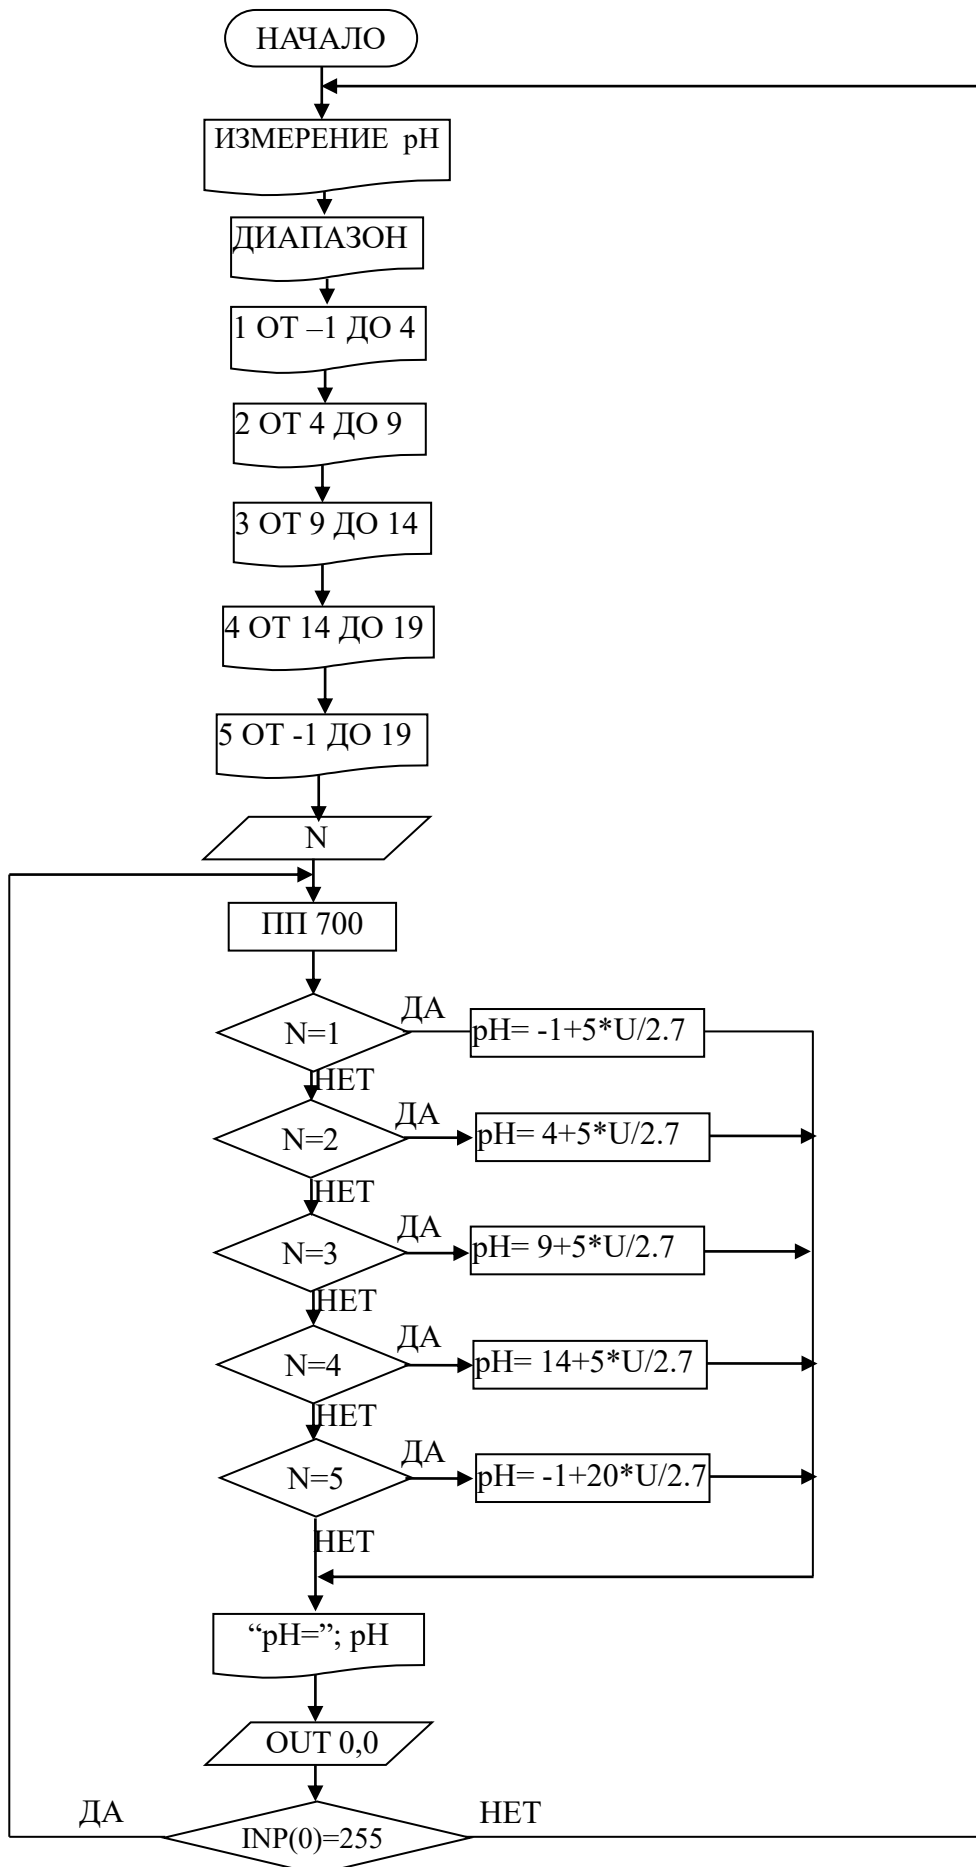 НАЧАЛО
ИЗМЕРЕНИЕ pH
ДИАПАЗОН
1 ОТ –1 ДО 4
2 ОТ 4 ДО 9
3 ОТ 9 ДО 14
4 ОТ 14 ДО 19
5 ОТ -1 ДО 19
N
ПП 700
N=1
ДА
pH= -1+5*U/2.7
НЕТ
N=2
ДА
pH= 4+5*U/2.7
НЕТ
N=3
ДА
pH= 9+5*U/2.7
НЕТ
N=4
ДА
pH= 14+5*U/2.7
НЕТ
N=5
ДА
pH= -1+20*U/2.7
НЕТ
“pH=”; pH
OUT 0,0
ДА
INP(0)=255
НЕТ